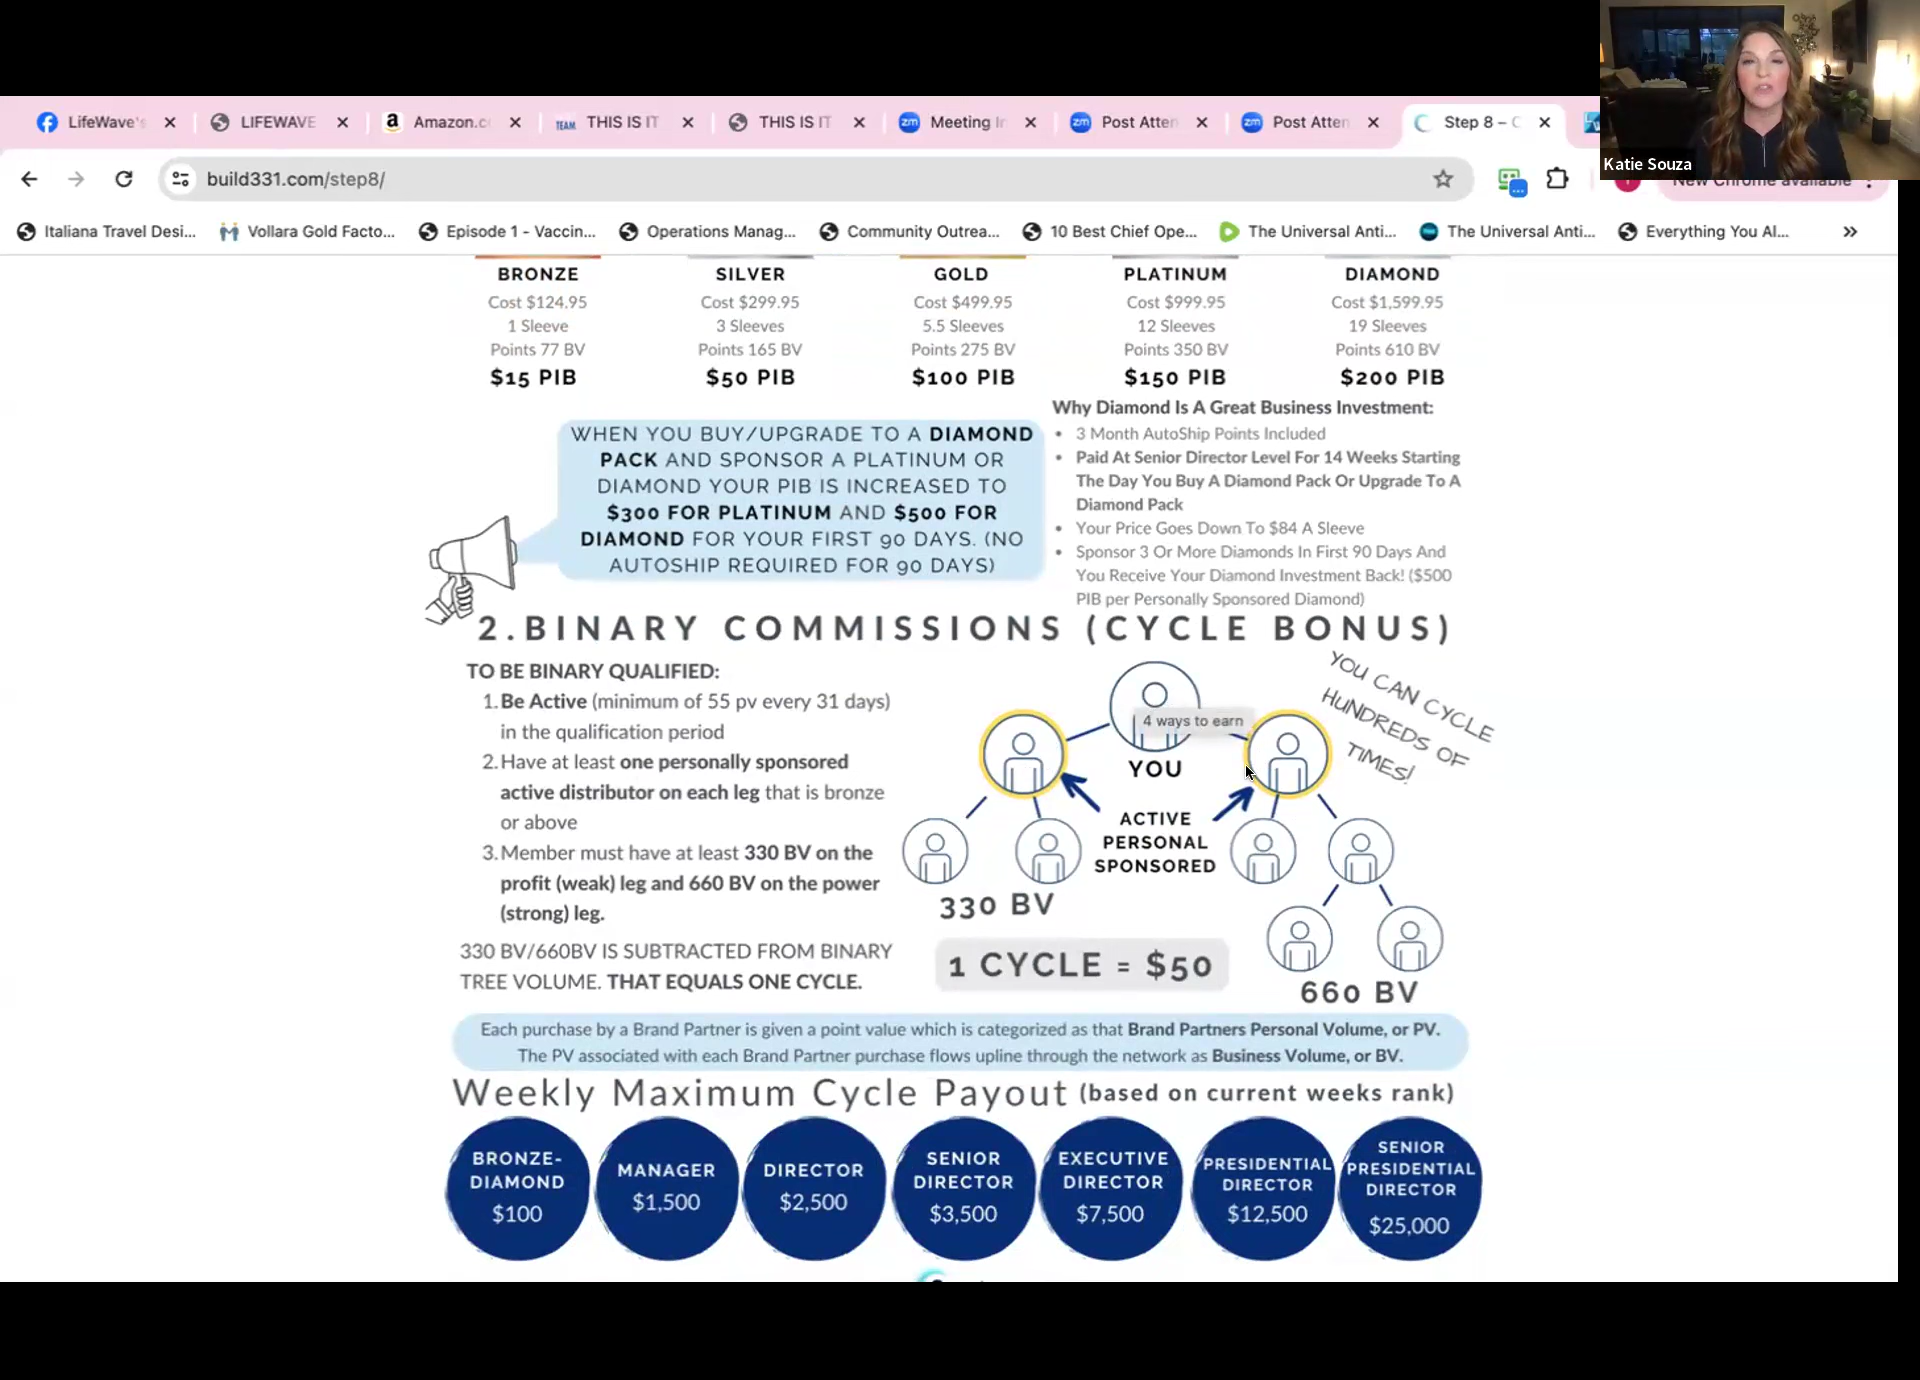 LifeWave's
LIFEWAVE
Amazon.c
TEAM THIS IS IT
THIS IS IT
zm Meeting I
zm Post Atten
zm Post Atten
Step 8 – C
Katie Souza
build331.com/step8/
New Chrome available
Italiana Travel Desi...
Vollara Gold Facto...
Episode 1 - Vaccin...
Operations Manag...
Community Outrea...
10 Best Chief Ope...
The Universal Anti...
The Universal Anti...
Everything You Al...
BRONZE
Cost $124.95
1 Sleeve
Points 77 BV
$15 PIB
SILVER
Cost $299.95
3 Sleeves
Points 165 BV
$50 PIB
GOLD
Cost $499.95
5.5 Sleeves
Points 275 BV
$100 PIB
PLATINUM
Cost $999.95
12 Sleeves
Points 350 BV
$150 PIB
DIAMOND
Cost $1,599.95
19 Sleeves
Points 610 BV
$200 PIB
WHEN YOU BUY/UPGRADE TO A DIAMOND
PACK AND SPONSOR A PLATINUM OR
DIAMOND YOUR PIB IS INCREASED TO
$300 FOR PLATINUM AND $500 FOR
DIAMOND FOR YOUR FIRST 90 DAYS. (NO
AUTOSHIP REQUIRED FOR 90 DAYS)
Why Diamond Is A Great Business Investment:
• 3 Month AutoShip Points Included
• Paid At Senior Director Level For 14 Weeks Starting
The Day You Buy A Diamond Pack Or Upgrade To A
Diamond Pack
• Your Price Goes Down To $84 A Sleeve
• Sponsor 3 Or More Diamonds In First 90 Days And
You Receive Your Diamond Investment Back! ($500
PIB per Personally Sponsored Diamond)
2.BINARY COMMISSIONS (CYCLE BONUS)
TO BE BINARY QUALIFIED:
1. Be Active (minimum of 55 pv every 31 days)
in the qualification period
2. Have at least one personally sponsored
active distributor on each leg that is bronze
or above
3. Member must have at least 330 BV on the
profit (weak) leg and 660 BV on the power
(strong) leg.
330 BV/660BV IS SUBTRACTED FROM BINARY
TREE VOLUME. THAT EQUALS ONE CYCLE.
YOU CAN CYCLE
HUNDREDS OF
TIMES!
4 ways to earn
YOU
ACTIVE
PERSONAL
SPONSORED
330 BV
660 BV
1 CYCLE = $50
Each purchase by a Brand Partner is given a point value which is categorized as that Brand Partners Personal Volume, or PV.
The PV associated with each Brand Partner purchase flows upline through the network as Business Volume, or BV.
Weekly Maximum Cycle Payout (based on current weeks rank)
BRONZE-
DIAMOND
$100
MANAGER
$1,500
DIRECTOR
$2,500
SENIOR
DIRECTOR
$3,500
EXECUTIVE
DIRECTOR
$7,500
PRESIDENTIAL
DIRECTOR
$12,500
SENIOR
PRESIDENTIAL
DIRECTOR
$25,000